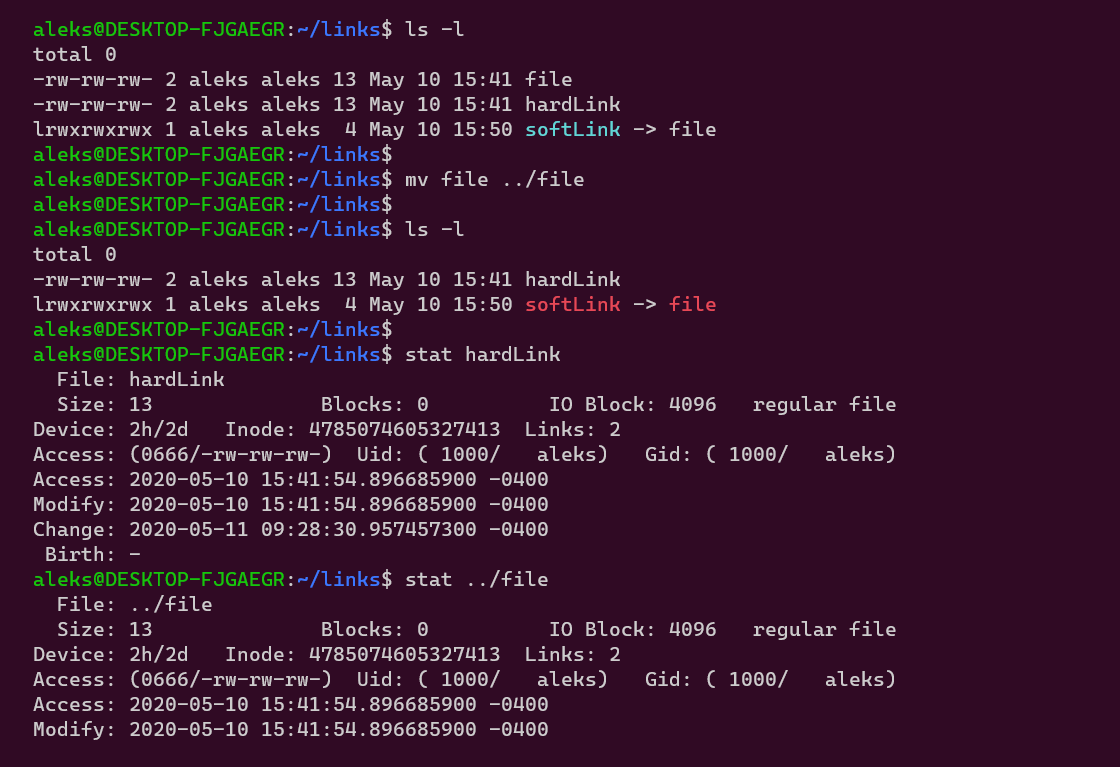 aleks@DESKTOP-FJGAEGR:~/links$ ls -l
total 0
-rw-rw-rw- 2 aleks aleks 13 May 10 15:41 file
-rw-rw-rw- 2 aleks aleks 13 May 10 15:41 hardLink
lrwxrwxrwx 1 aleks aleks  4 May 10 15:50 softLink -> file
aleks@DESKTOP-FJGAEGR:~/links$
aleks@DESKTOP-FJGAEGR:~/links$ mv file ../file
aleks@DESKTOP-FJGAEGR:~/links$
aleks@DESKTOP-FJGAEGR:~/links$ ls -l
total 0
-rw-rw-rw- 2 aleks aleks 13 May 10 15:41 hardLink
lrwxrwxrwx 1 aleks aleks  4 May 10 15:50 softLink -> file
aleks@DESKTOP-FJGAEGR:~/links$
aleks@DESKTOP-FJGAEGR:~/links$ stat hardLink
  File: hardLink
  Size: 13              Blocks: 0          IO Block: 4096   regular file
Device: 2h/2d   Inode: 4785074605327413  Links: 2
Access: (0666/-rw-rw-rw-)  Uid: ( 1000/   aleks)   Gid: ( 1000/   aleks)
Access: 2020-05-10 15:41:54.896685900 -0400
Modify: 2020-05-10 15:41:54.896685900 -0400
Change: 2020-05-11 09:28:30.957457300 -0400
 Birth: -
aleks@DESKTOP-FJGAEGR:~/links$ stat ../file
  File: ../file
  Size: 13              Blocks: 0          IO Block: 4096   regular file
Device: 2h/2d   Inode: 4785074605327413  Links: 2
Access: (0666/-rw-rw-rw-)  Uid: ( 1000/   aleks)   Gid: ( 1000/   aleks)
Access: 2020-05-10 15:41:54.896685900 -0400
Modify: 2020-05-10 15:41:54.896685900 -0400